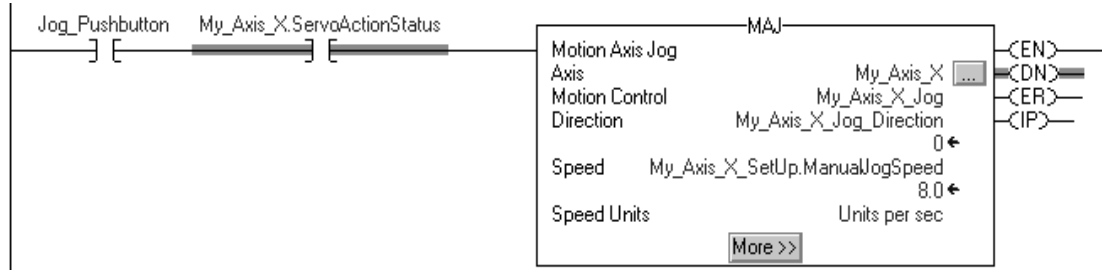 Jog_Pushbutton My_Axis_X.ServoActionStatus
MAJ
Motion Axis Jog
Axis My_Axis_X ...
Motion Control My_Axis_X_Jog
Direction My_Axis_X_Jog_Direction
0
Speed My_Axis_X_SetUp.ManualJogSpeed
8.0
Speed Units Units per sec
More >>
EN
DN
ER
IP